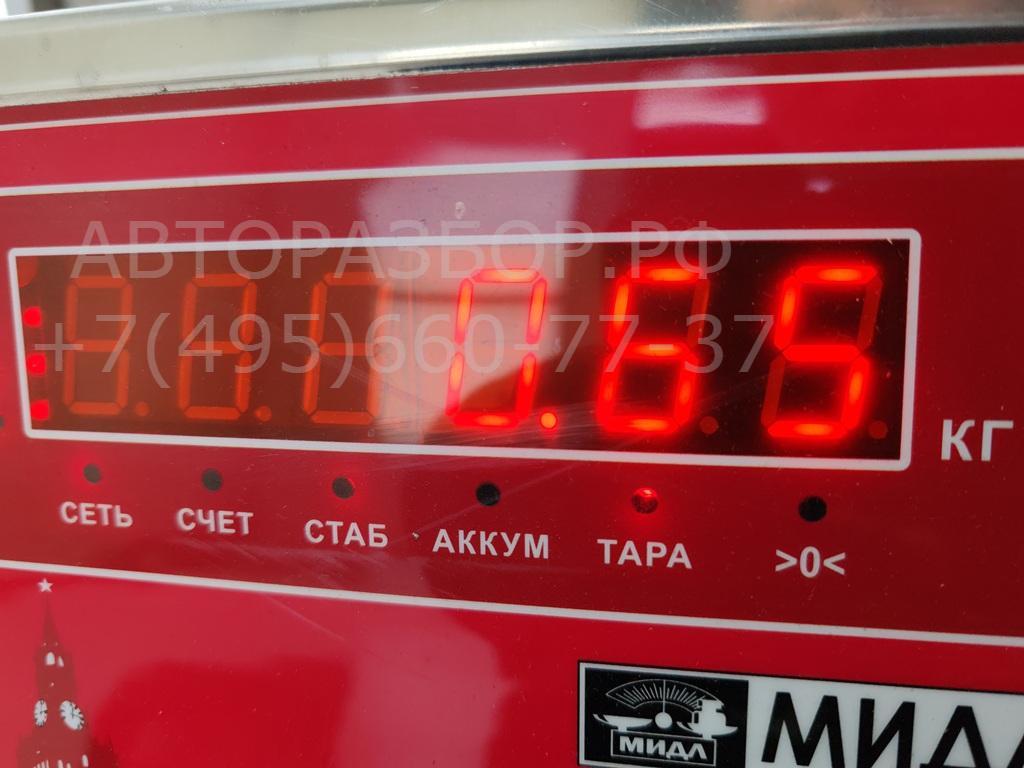 АВТОРАЗБОР.РФ
+7(495)660-77-37
0.65
КГ
СЕТЬ СЧЕТ СТАБ АККУМ ТАРА >0<
МИДЛ
МИДЛ